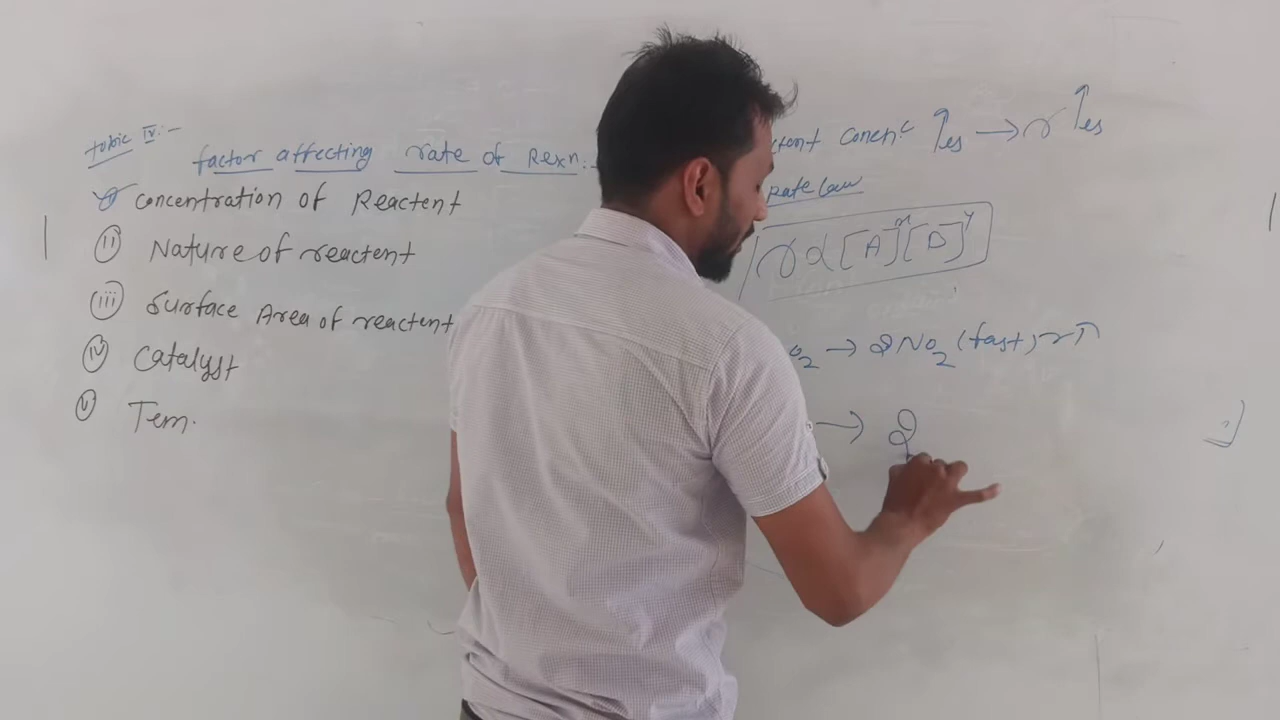 Topic IV:-
factor affecting rate of Rexn:-
(i) Concentration of Reactent
(ii) Nature of reactent
(iii) Surface Area of reactent
(iv) Catalyst
(v) Tem.
ctent Concn ↑es → r ↑es
Rate law
r α [A]^x [B]^y
O2 → 2NO2 (fast) r↑
→ 2